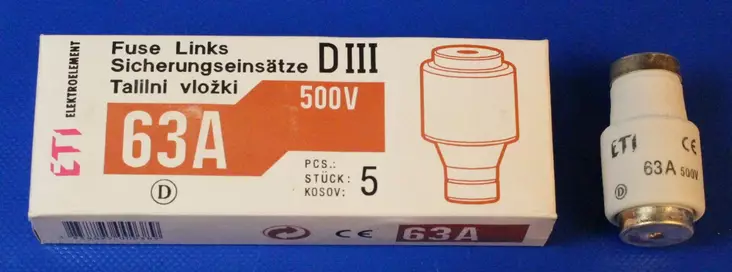 ETI ELEKTROELEMENT
Fuse Links
Sicherungseinsätze D III
Talilni vložki
500V
63A
PCS.:
STÜCK: 5
KOSOV:
D
CE 63A
ETI CE
63A 500V
D